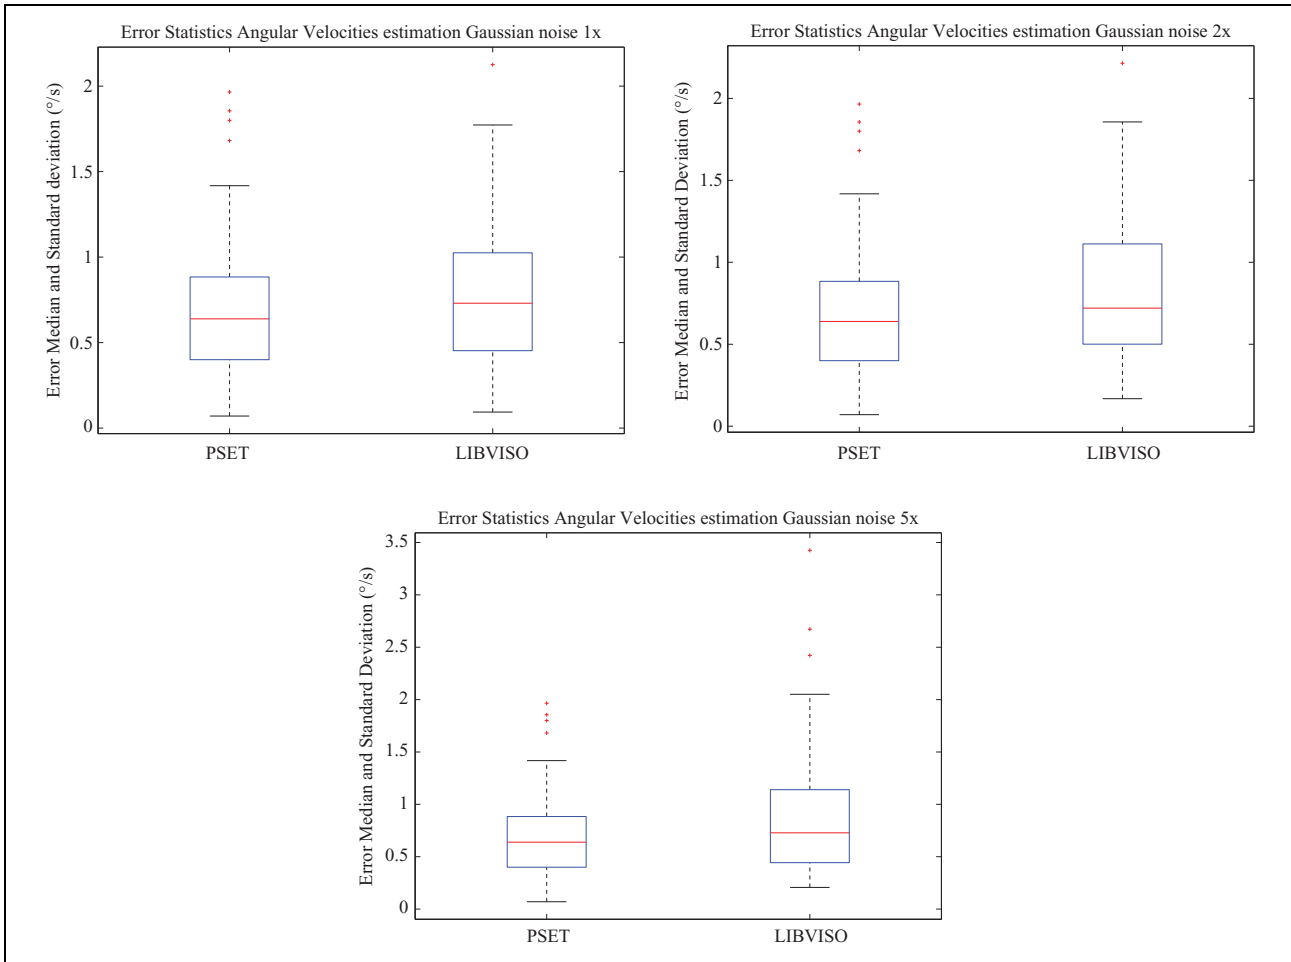 Error Statistics Angular Velocities estimation Gaussian noise 1x
Error Median and Standard deviation (°/s)
2
1.5
1
0.5
0
PSET LIBVISO
Error Statistics Angular Velocities estimation Gaussian noise 2x
Error Median and Standard Deviation (°/s)
2
1.5
1
0.5
0
PSET LIBVISO
Error Statistics Angular Velocities estimation Gaussian noise 5x
Error Median and Standard Deviation (°/s)
3.5
3
2.5
2
1.5
1
0.5
0
PSET LIBVISO